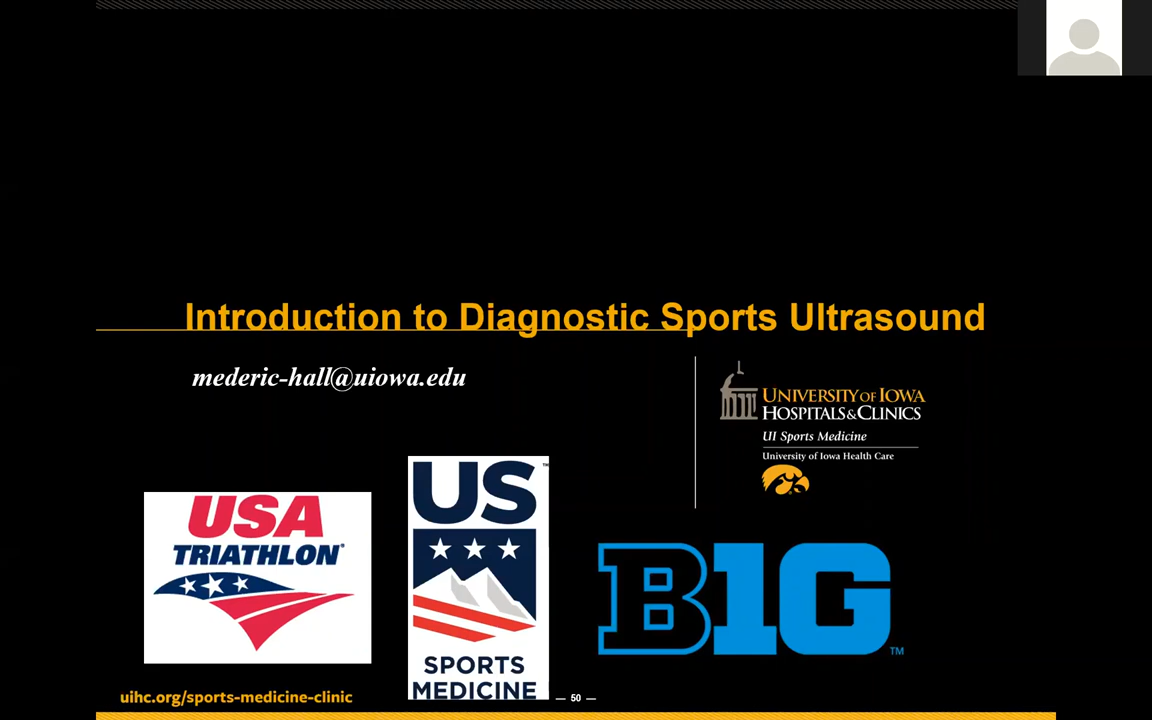 Introduction to Diagnostic Sports Ultrasound
mederic-hall@uiowa.edu
UNIVERSITY OF IOWA
HOSPITALS & CLINICS
UI Sports Medicine
University of Iowa Health Care
US
USA
TRIATHLON
B1G
TM
SPORTS
MEDICINE
uihc.org/sports-medicine-clinic
— 50 —